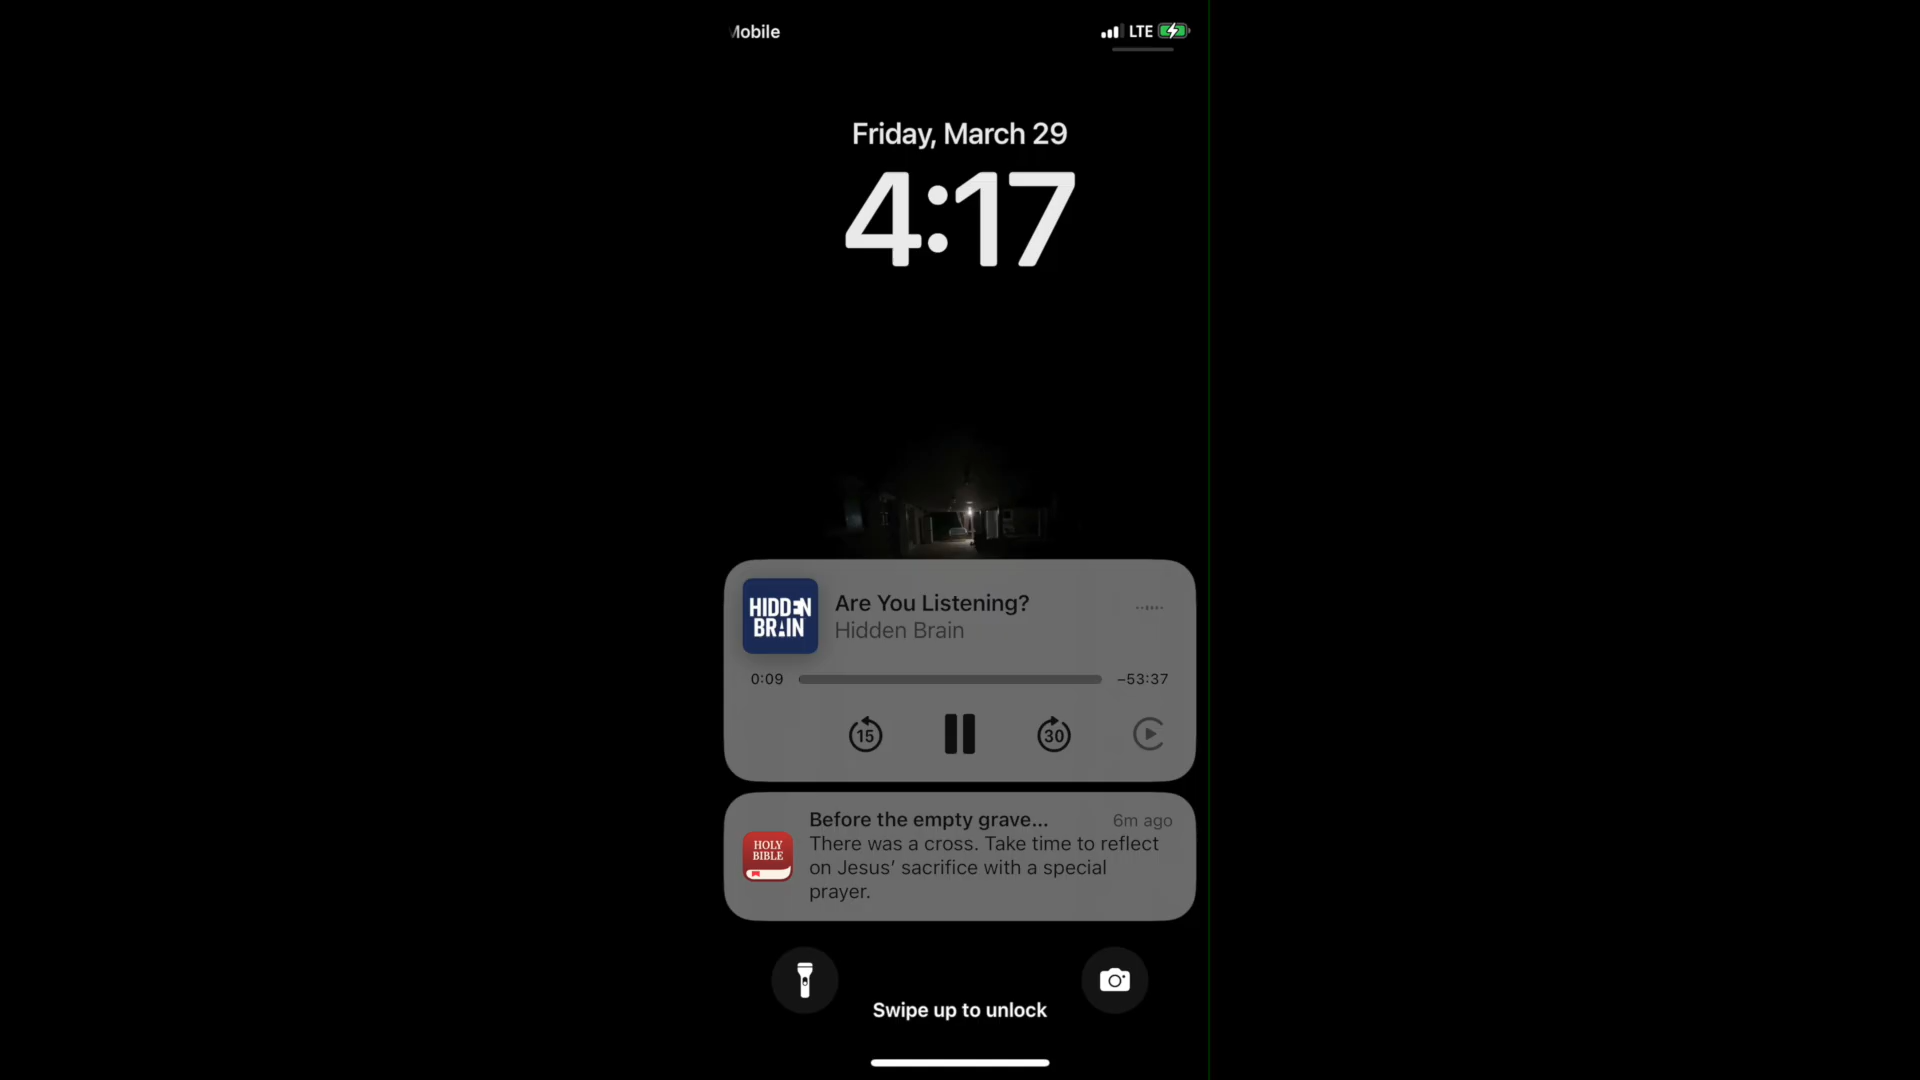 Mobile LTE
Friday, March 29
4:17
HIDDEN
BRAIN
Are You Listening?
Hidden Brain
0:09 –53:37
15 30
HOLY
BIBLE
Before the empty grave... 6m ago
There was a cross. Take time to reflect
on Jesus’ sacrifice with a special
prayer.
Swipe up to unlock